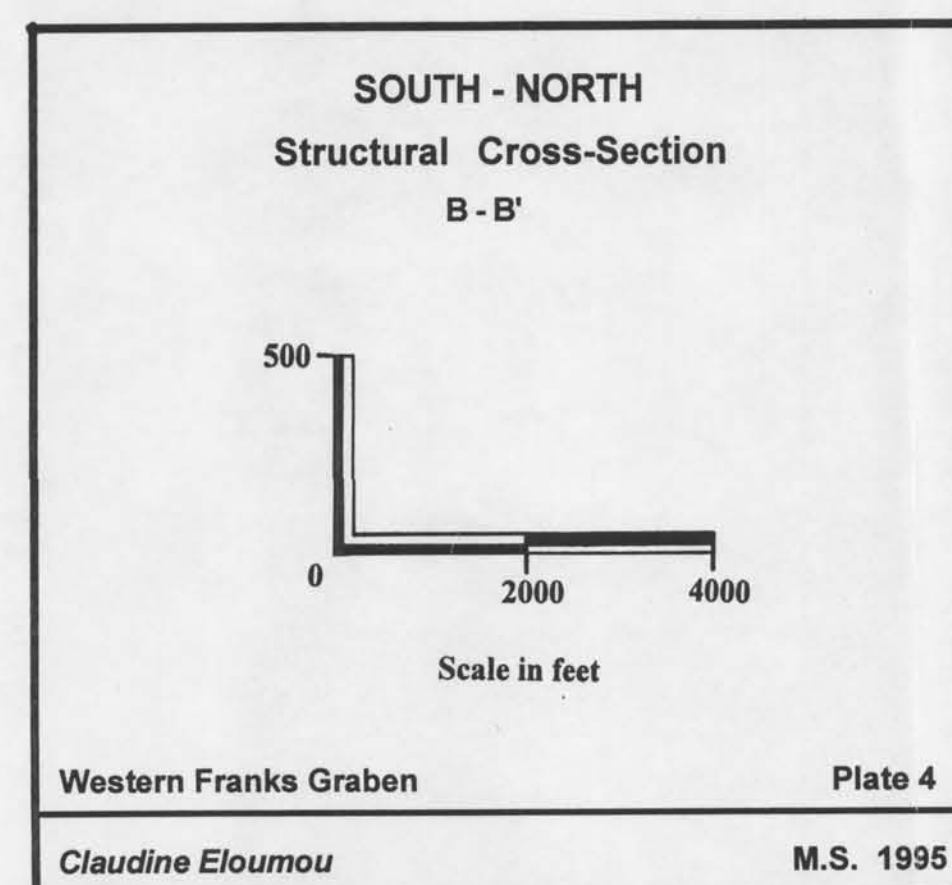 SOUTH - NORTH
Structural Cross-Section
B - B'
500
0
2000
4000
Scale in feet
Western Franks Graben Plate 4
Claudine Eloumou M.S. 1995